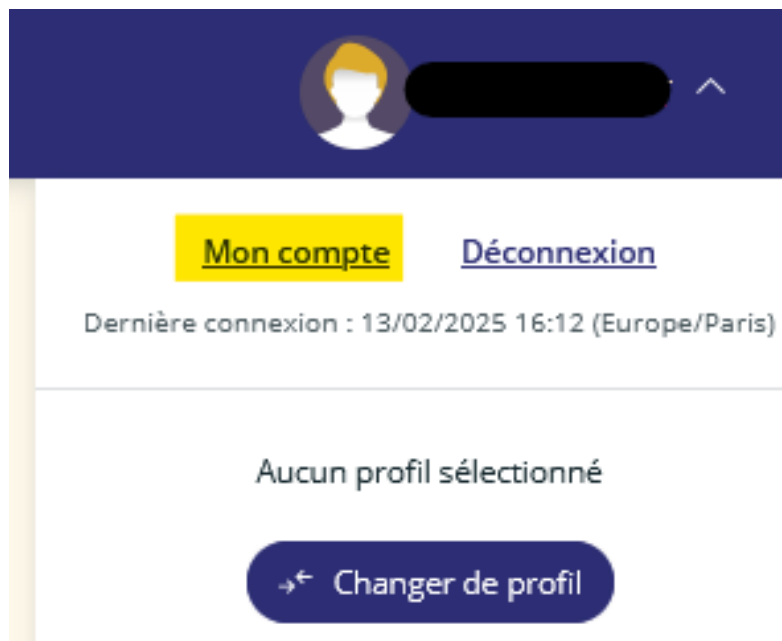 Mon compte Déconnexion
Dernière connexion : 13/02/2025 16:12 (Europe/Paris)
Aucun profil sélectionné
Changer de profil